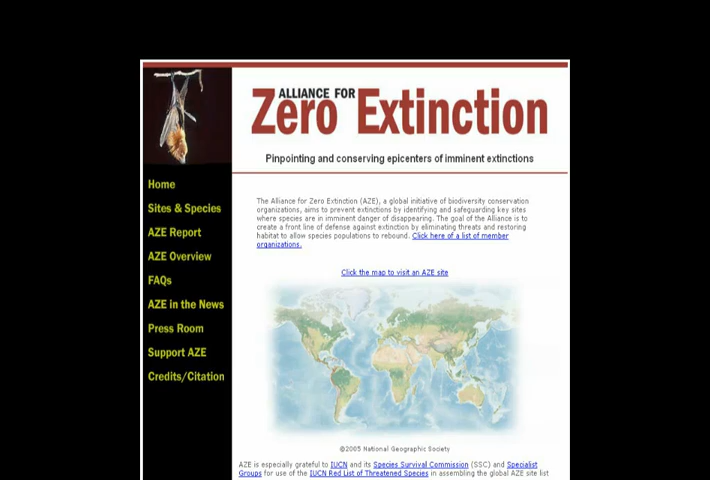 ALLIANCE FOR
Zero Extinction
Pinpointing and conserving epicenters of imminent extinctions
Home
Sites & Species
AZE Report
AZE Overview
FAQs
AZE in the News
Press Room
Support AZE
Credits/Citation
The Alliance for Zero Extinction (AZE), a global initiative of biodiversity conservation
organizations, aims to prevent extinctions by identifying and safeguarding key sites
where species are in imminent danger of disappearing. The goal of the Alliance is to
create a front line of defense against extinction by eliminating threats and restoring
habitat to allow species populations to rebound. Click here of a list of member
organizations.
Click the map to visit an AZE site
©2005 National Geographic Society
AZE is especially grateful to IUCN and its Species Survival Commission (SSC) and Specialist
Groups for use of the IUCN Red List of Threatened Species in assembling the global AZE site list